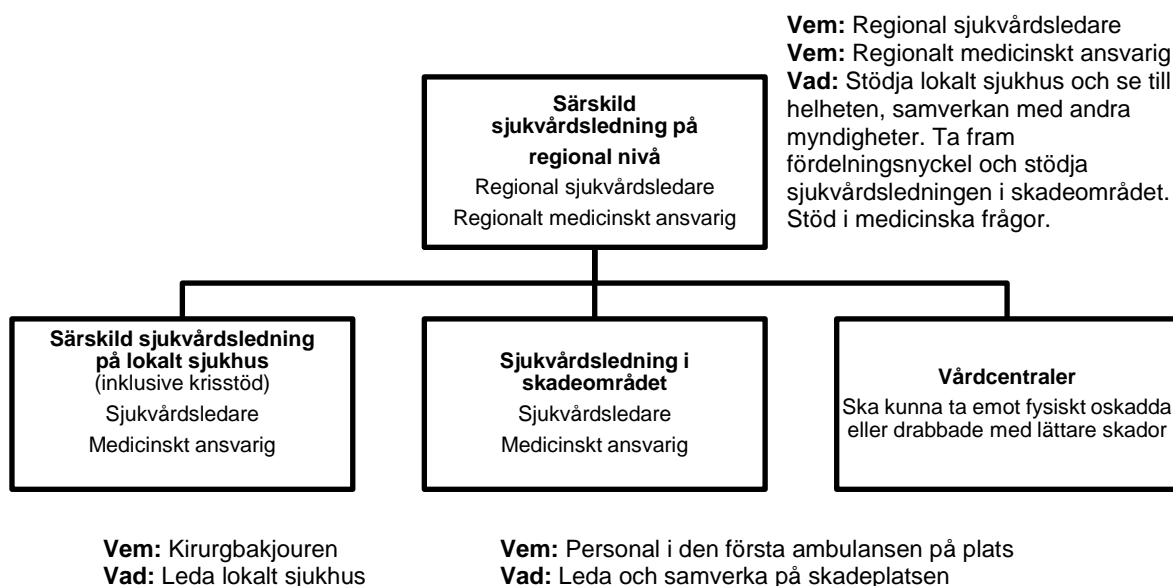 Vem: Regional sjukvårdsledare
Vem: Regionalt medicinskt ansvarig
Vad: Stödja lokalt sjukhus och se till
helheten, samverkan med andra
myndigheter. Ta fram
fördelningsnyckel och stödja
sjukvårdsledningen i skadeområdet.
Stöd i medicinska frågor.
Särskild
sjukvårdsledning på
regional nivå
Regional sjukvårdsledare
Regionalt medicinskt ansvarig
Särskild sjukvårdsledning
på lokalt sjukhus
(inklusive krisstöd)
Sjukvårdsledare
Medicinskt ansvarig
Sjukvårdsledning i
skadeområdet
Sjukvårdsledare
Medicinskt ansvarig
Vårdcentraler
Ska kunna ta emot fysiskt oskadda
eller drabbade med lättare skador
Vem: Kirurgbakjouren
Vad: Leda lokalt sjukhus
Vem: Personal i den första ambulansen på plats
Vad: Leda och samverka på skadeplatsen